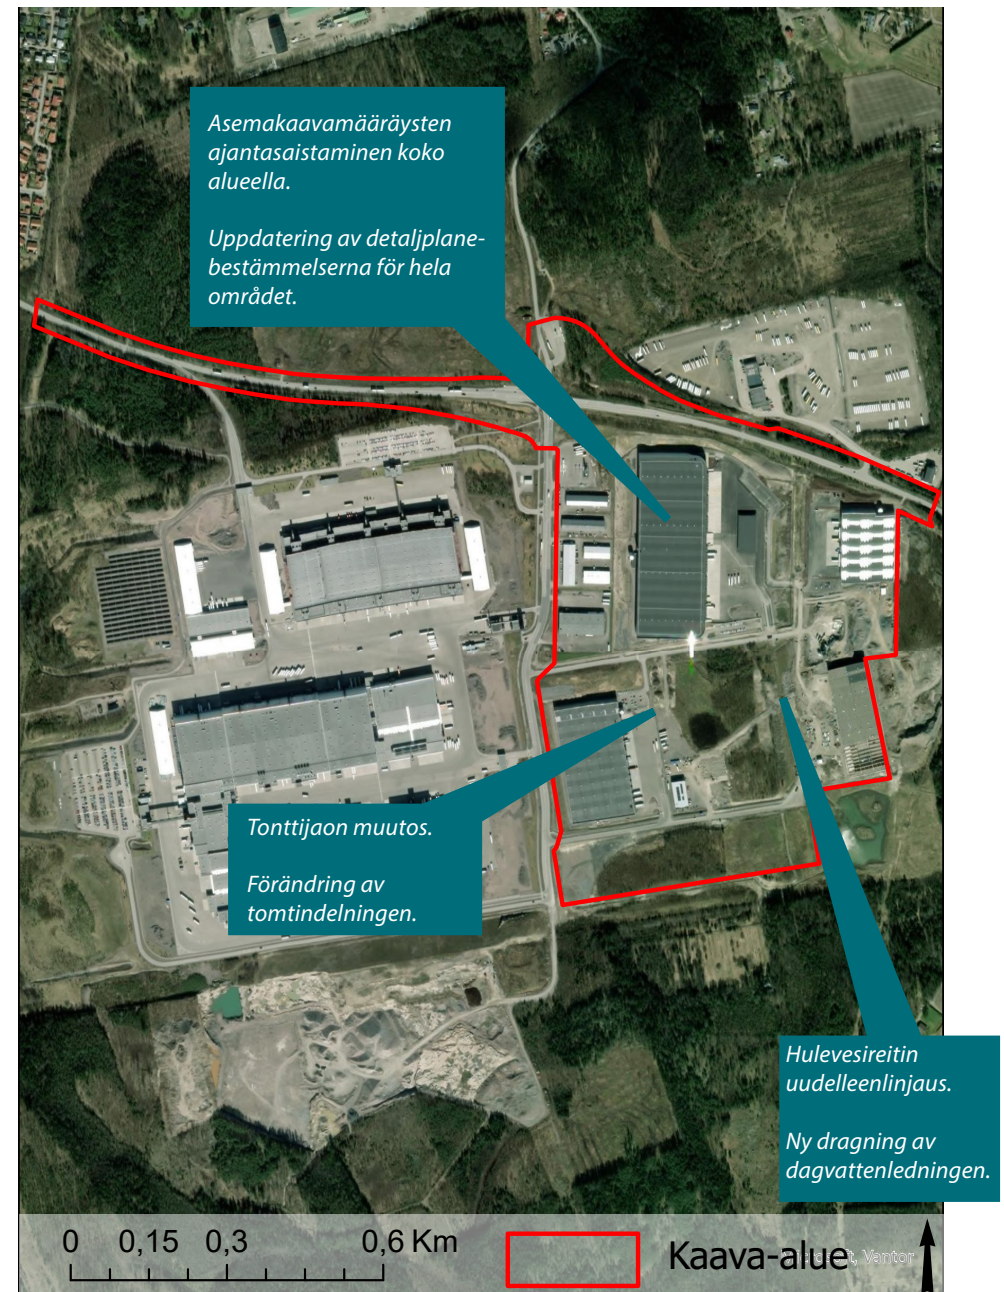 Asemakaavamääräysten
ajantasaistaminen koko
alueella.
Uppdatering av detaljplane-
bestämmelserna för hela
området.
Tonttijaon muutos.
Förändring av
tomtindelningen.
Hulevesireitin
uudelleenlinjaus.
Ny dragning av
dagvattenledningen.
0 0,15 0,3 0,6 Km
Kaava-alue
Microsoft, Vantor